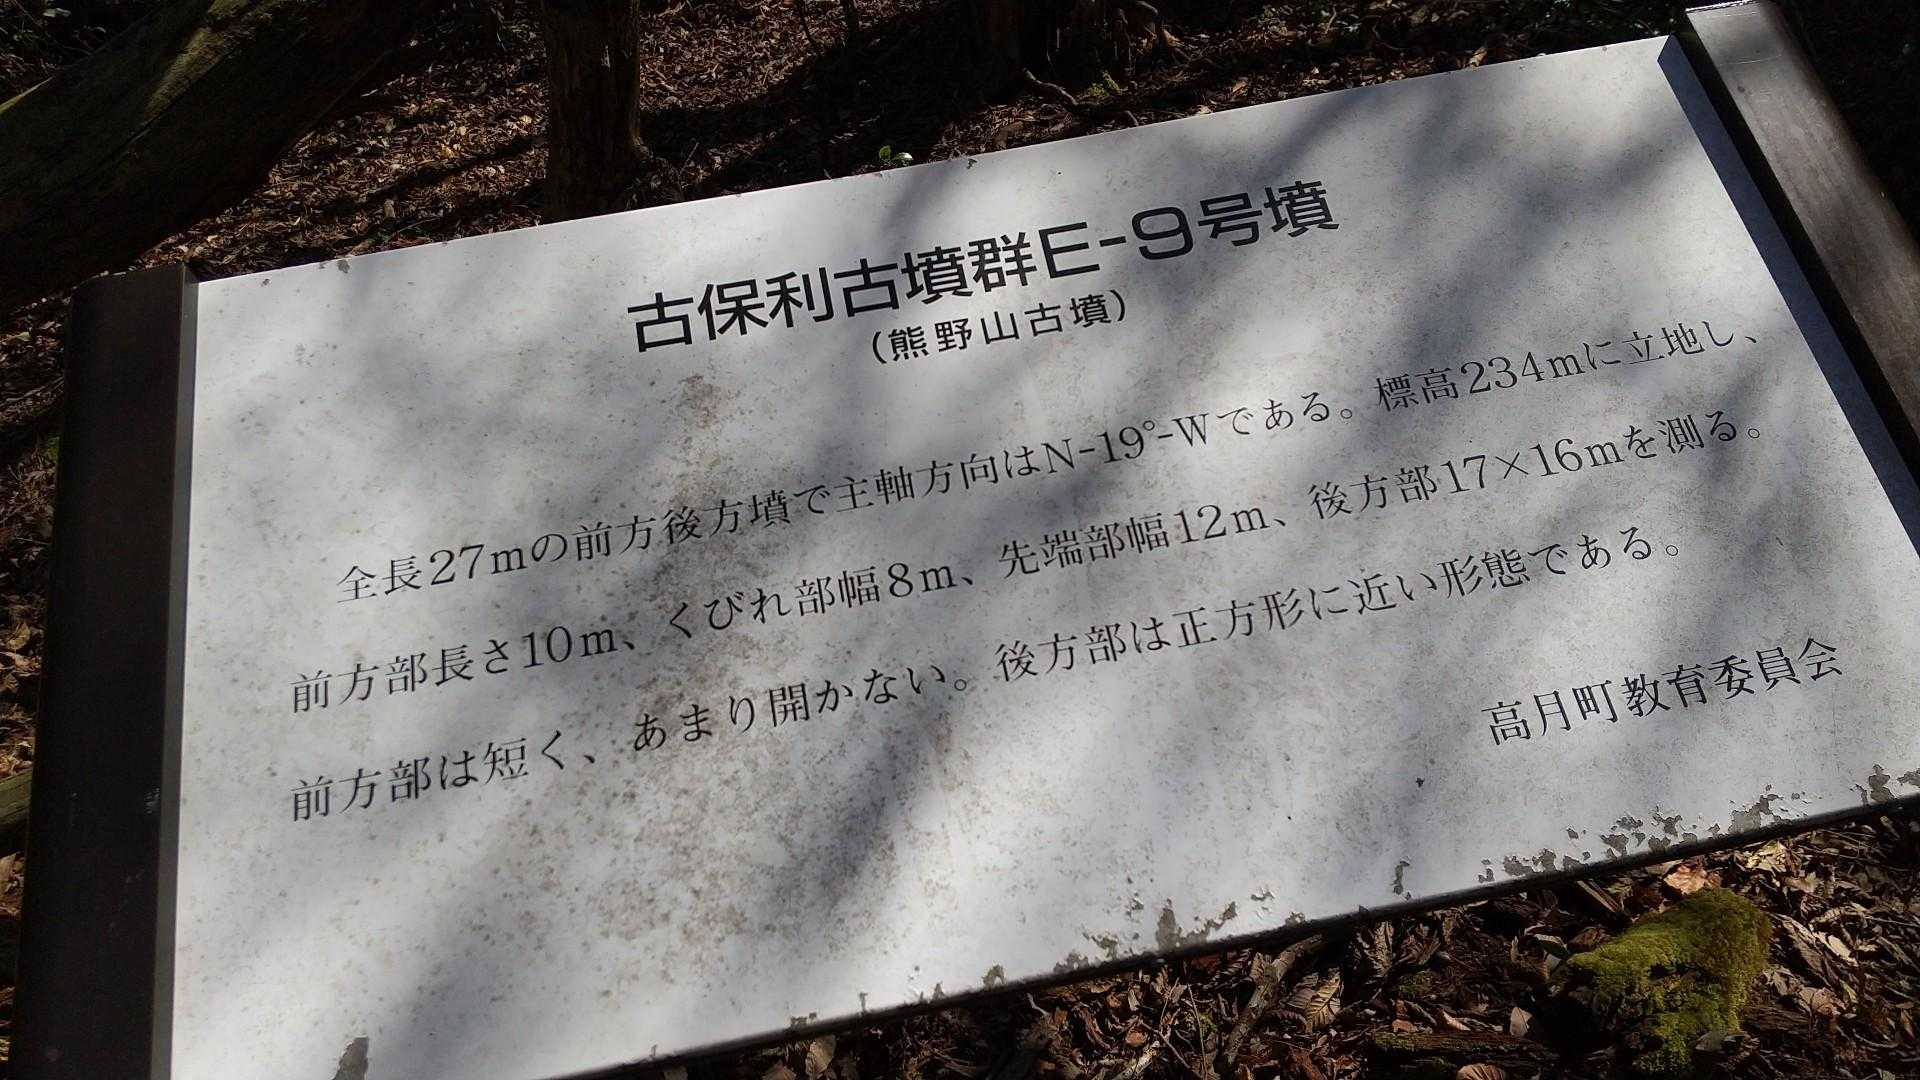 古保利古墳群E-9号墳
(熊野山古墳)
全長27mの前方後方墳で主軸方向はN-19°-Wである。標高234mに立地し、
前方部長さ10m、くびれ部幅8m、先端部幅12m、後方部17×16mを測る。
前方部は短く、あまり開かない。後方部は正方形に近い形態である。
高月町教育委員会